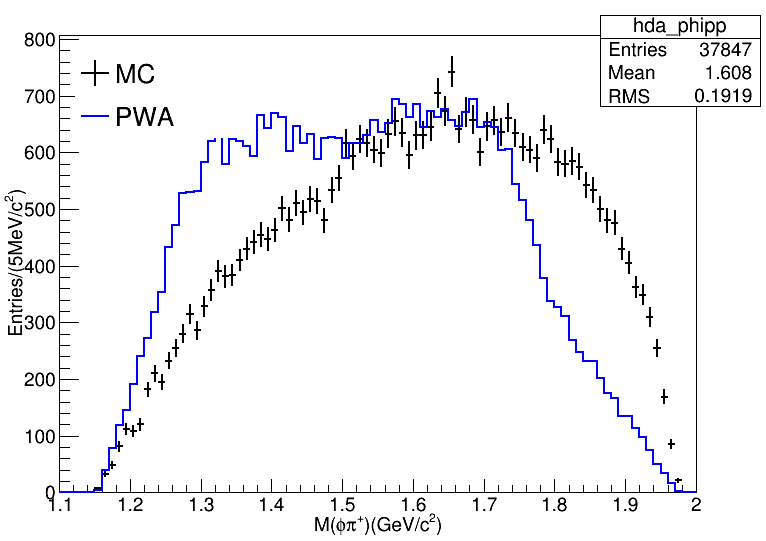 hda_phipp
Entries 37847
Mean 1.608
RMS 0.1919
MC
PWA
Entries/(5MeV/c²)
800
700
600
500
400
300
200
100
0
1.1 1.2 1.3 1.4 1.5 1.6 1.7 1.8 1.9 2
M(ϕπ⁺)(GeV/c²)